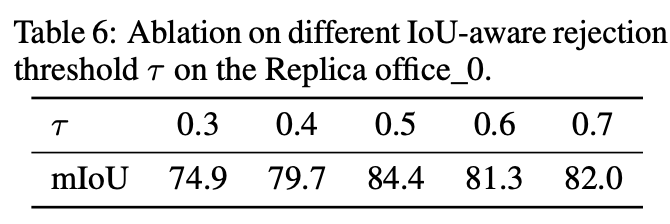 Table 6: Ablation on different IoU-aware rejection
threshold τ on the Replica office_0.
τ 0.3 0.4 0.5 0.6 0.7
mIoU 74.9 79.7 84.4 81.3 82.0